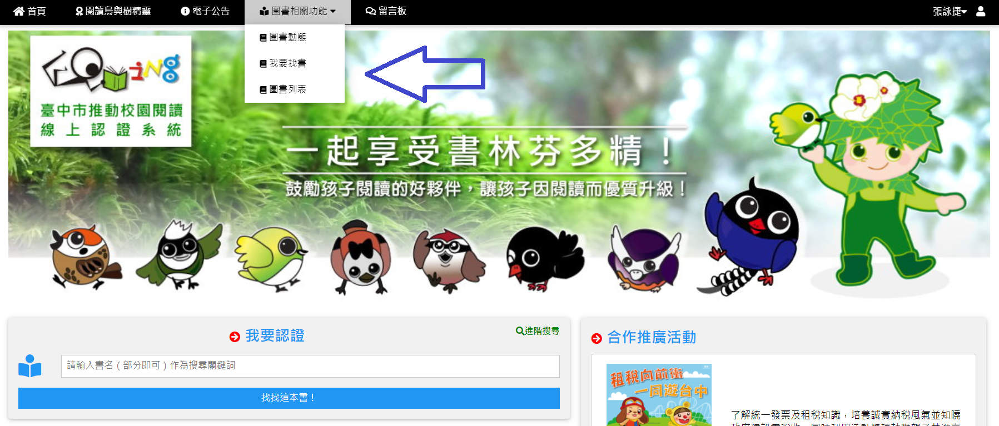 首頁
閱讀鳥與樹精靈
電子公告
圖書相關功能
留言板
張詠捷
圖書動態
我要找書
圖書列表
ing
臺中市推動校園閱讀
線上認證系統
一起享受書林芬多精！
鼓勵孩子閱讀的好夥伴，讓孩子因閱讀而優質升級！
我要認證
進階搜尋
請輸入書名（部分即可）作為搜尋關鍵詞
找找這本書！
合作推廣活動
租稅向前衝
一同遊台中
了解統一發票及租稅知識，培養誠實納稅風氣並知曉